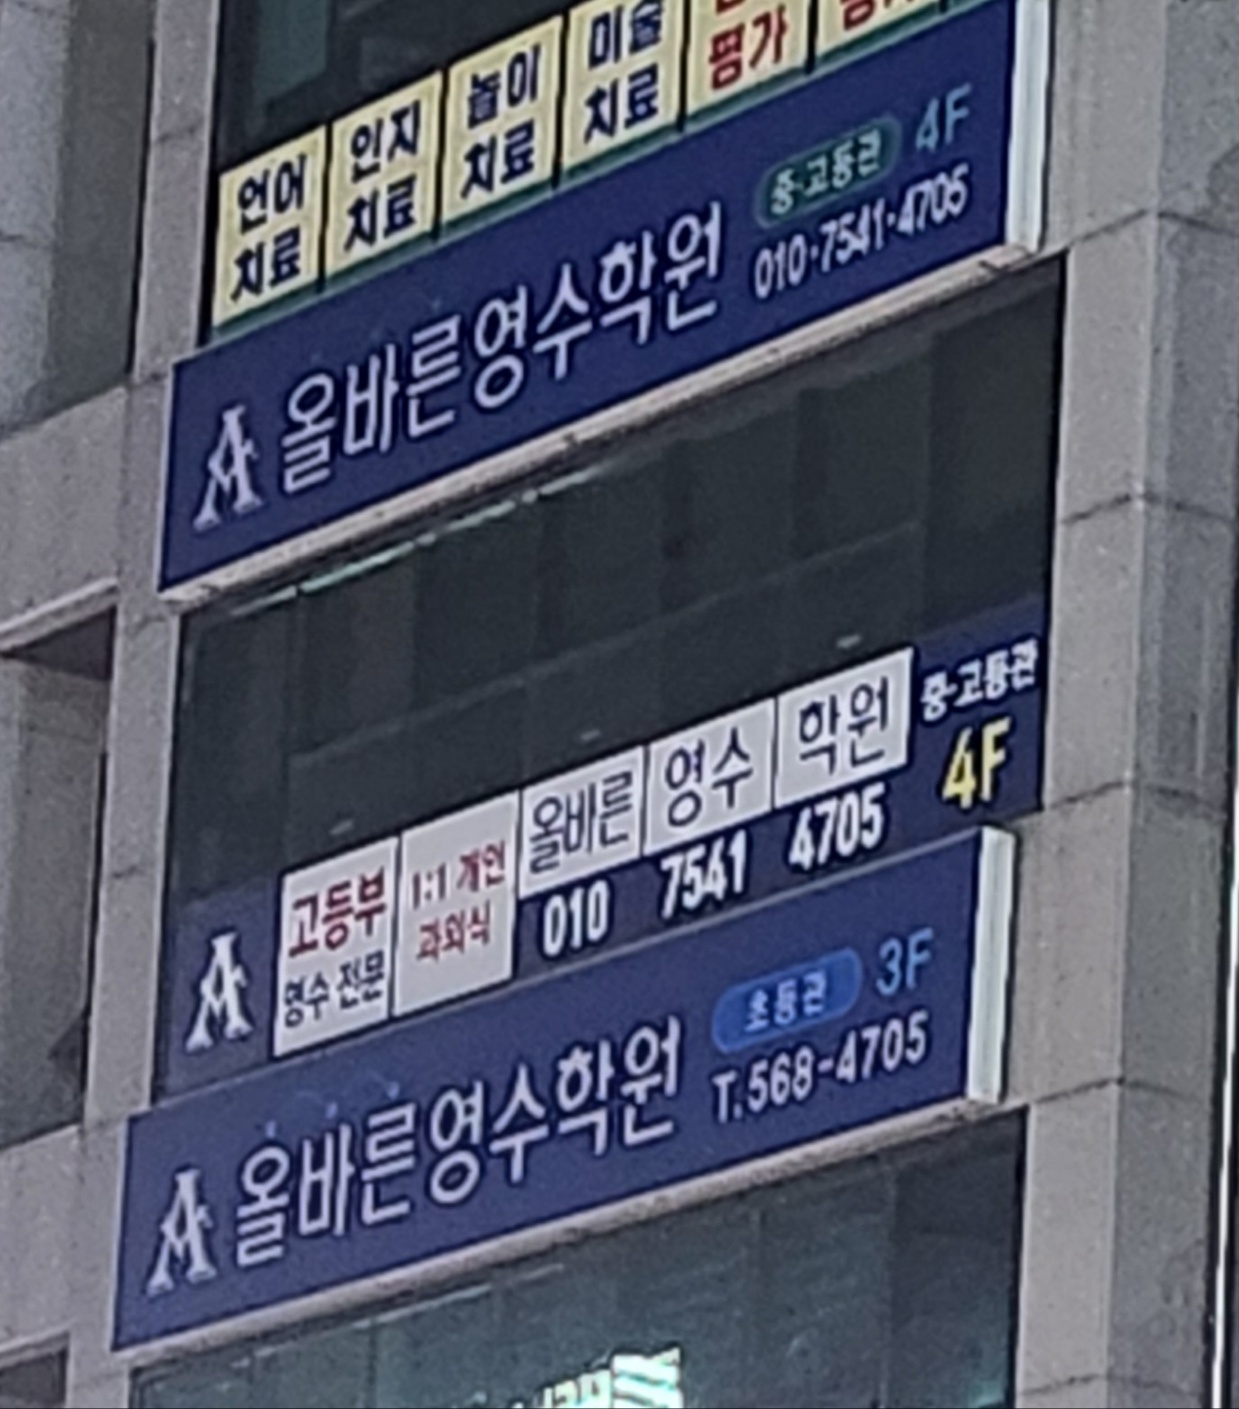 언어 치료
인지 치료
놀이 치료
미술 치료
평가
올바른영수학원
중·고등관 4F
010·7541·4705
고등부
영수 전문
1:1 개인
과외식
올바른 영수 학원
010 7541 4705
중·고등관
4F
올바른영수학원
초등관 3F
T.568-4705